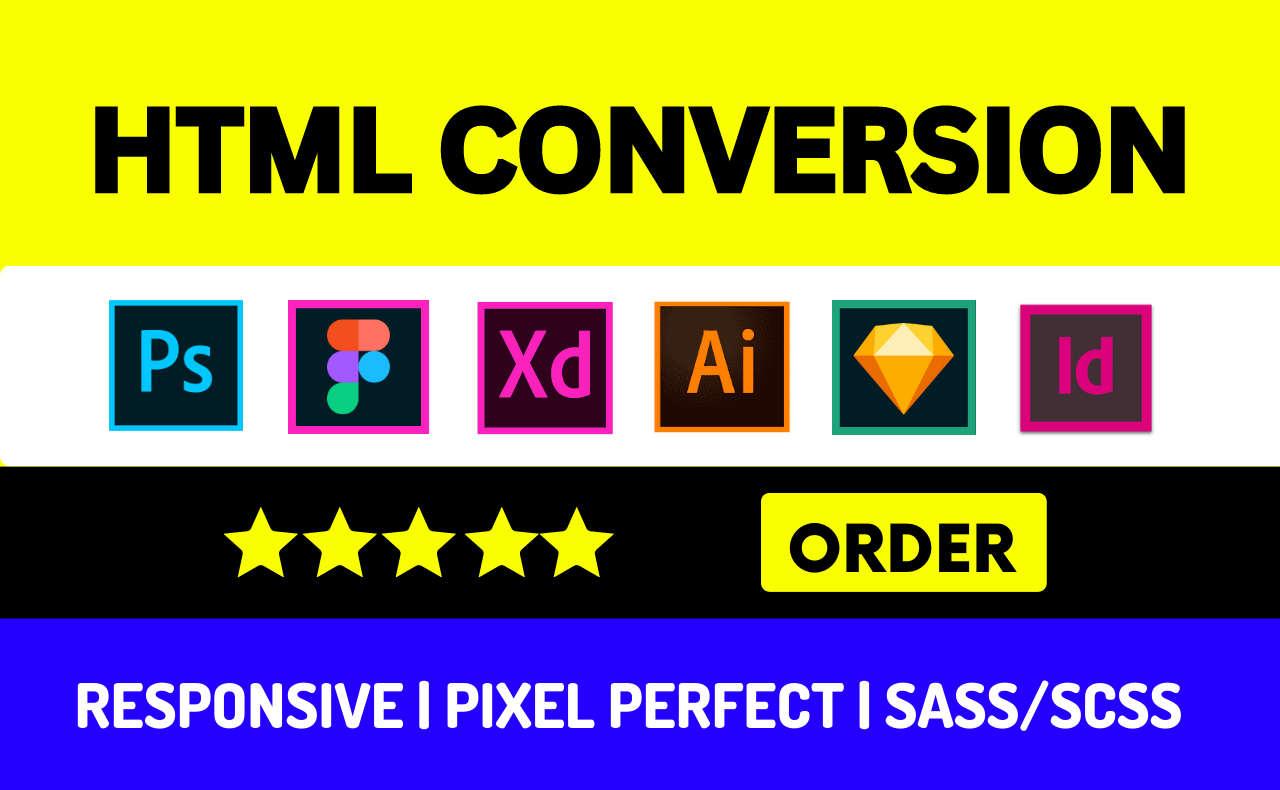 HTML CONVERSION
Ps Xd Ai Id
ORDER
RESPONSIVE | PIXEL PERFECT | SASS/SCSS